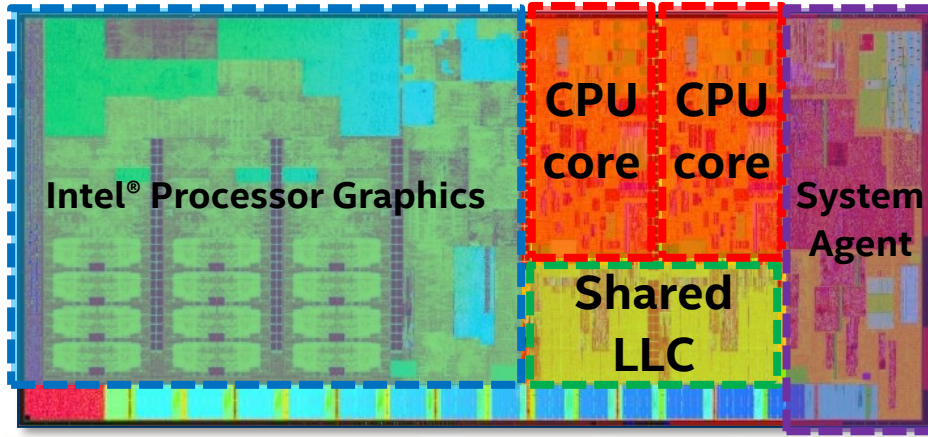 Intel® Processor Graphics
CPU
core
CPU
core
Shared
LLC
System
Agent